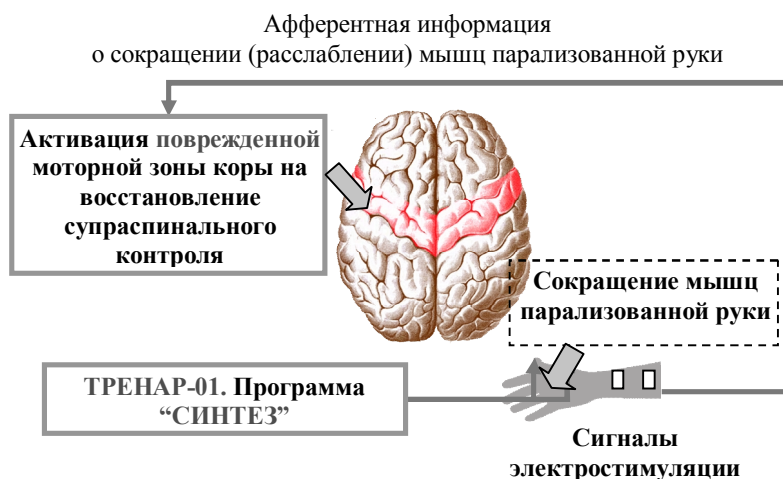 Афферентная информация
о сокращении (расслаблении) мышц парализованной руки
Активация поврежденной
моторной зоны коры на
восстановление
супраспинального
контроля
Сокращение мышц
парализованной руки
ТРЕНАР-01. Программа
“СИНТЕЗ”
Сигналы
электростимуляции